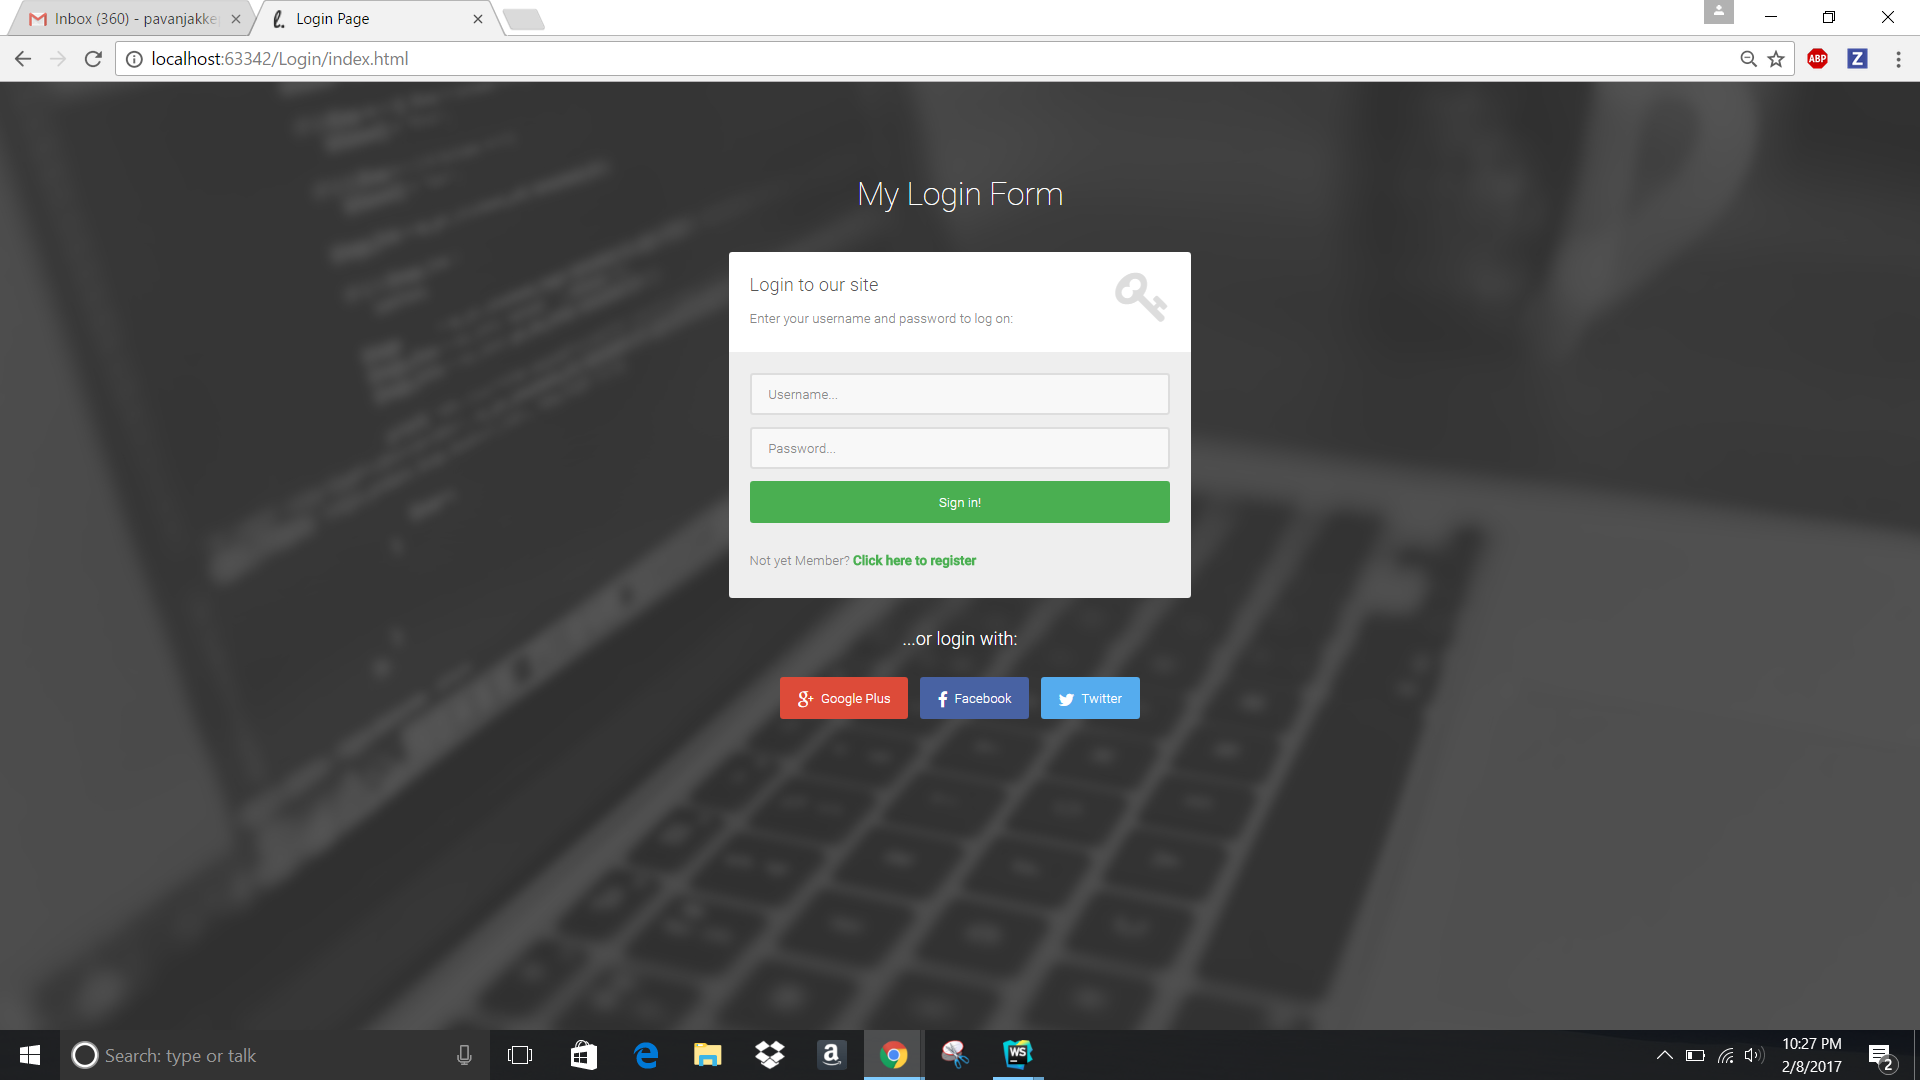 Inbox (360) - pavanjakke
Login Page
localhost:63342/Login/index.html
ABP
Z
My Login Form
Login to our site
Enter your username and password to log on:
Username...
Password...
Sign in!
Not yet Member? Click here to register
...or login with:
g+ Google Plus
f Facebook
Twitter
Search: type or talk
a
WS
10:27 PM
2/8/2017
2